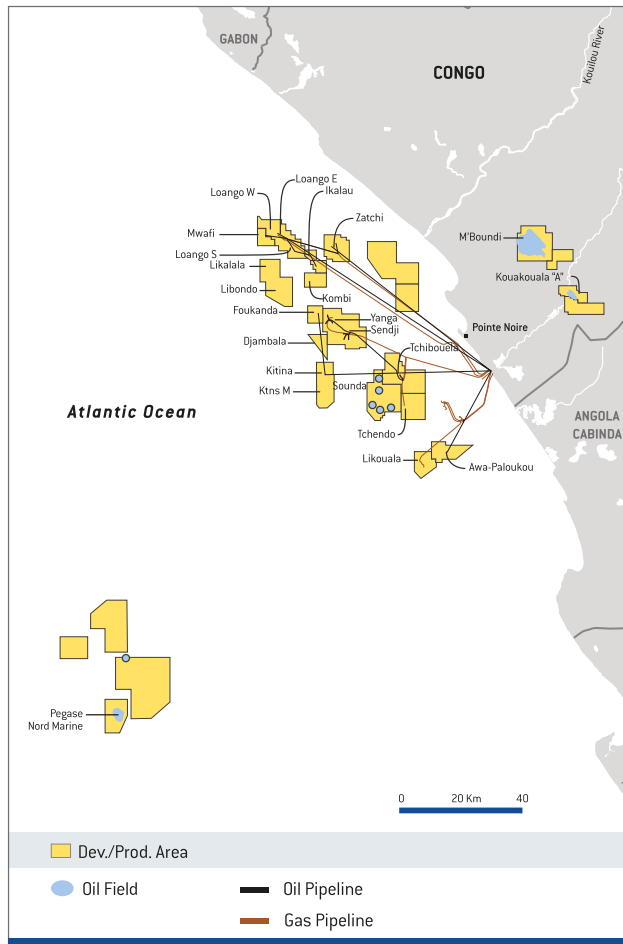 GABON
CONGO
Kouilou River
Loango E
Loango W
Ikalau
Zatchi
Mwafi
M'Boundi
Loango S
Likalala
Kouakouala "A"
Libondo
Kombi
Foukanda
Yanga
Sendji
Pointe Noire
Djambala
Tchibouela
Kitina
Sounda
Ktns M
Atlantic Ocean
ANGOLA
CABINDA
Tchendo
Likouala
Awa-Paloukou
Pegase
Nord Marine
0 20 Km 40
Dev./Prod. Area
Oil Field
Oil Pipeline
Gas Pipeline